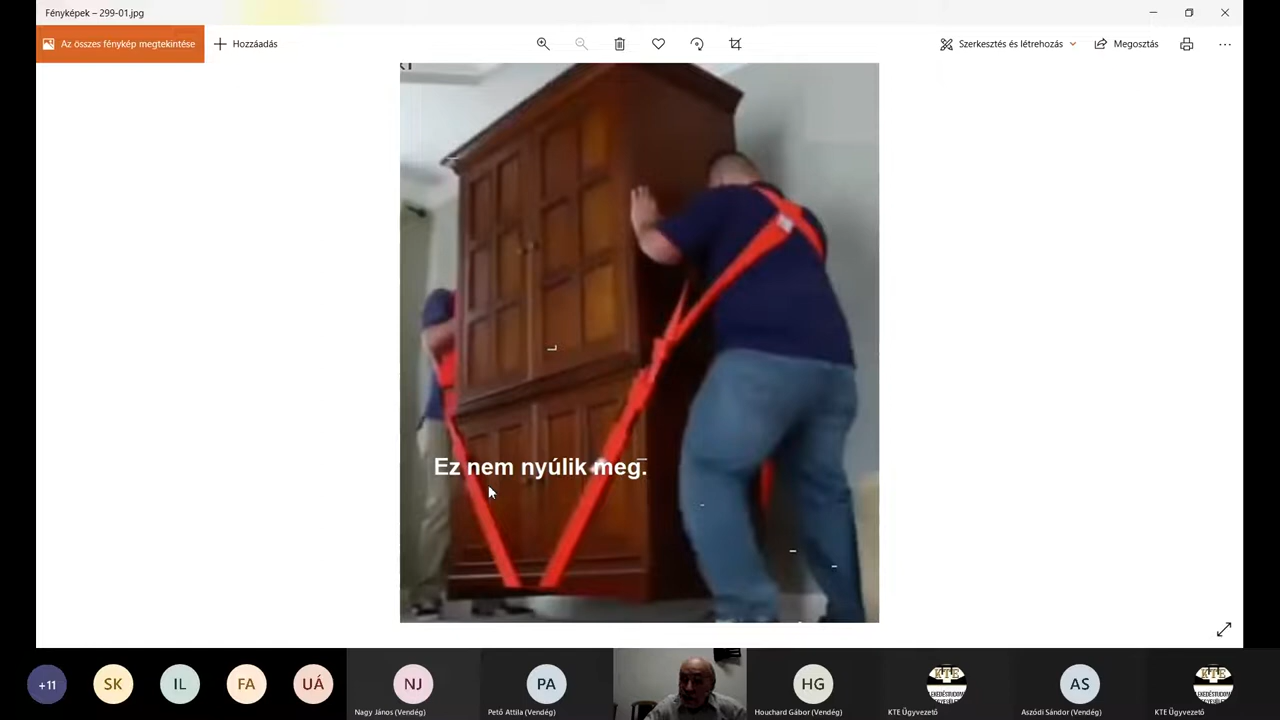 Fényképek – 299-01.jpg
Az összes fénykép megtekintése
Hozzáadás
Szerkesztés és létrehozás
Megosztás
Ez nem nyúlik meg.
+11
SK
IL
FA
UÁ
NJ
PA
HG
KTE
AS
KTE
Nagy János (Vendég)
Pető Attila (Vendég)
Houchard Gábor (Vendég)
KTE Ügyvezető
Aszódi Sándor (Vendég)
KTE Ügyvezető